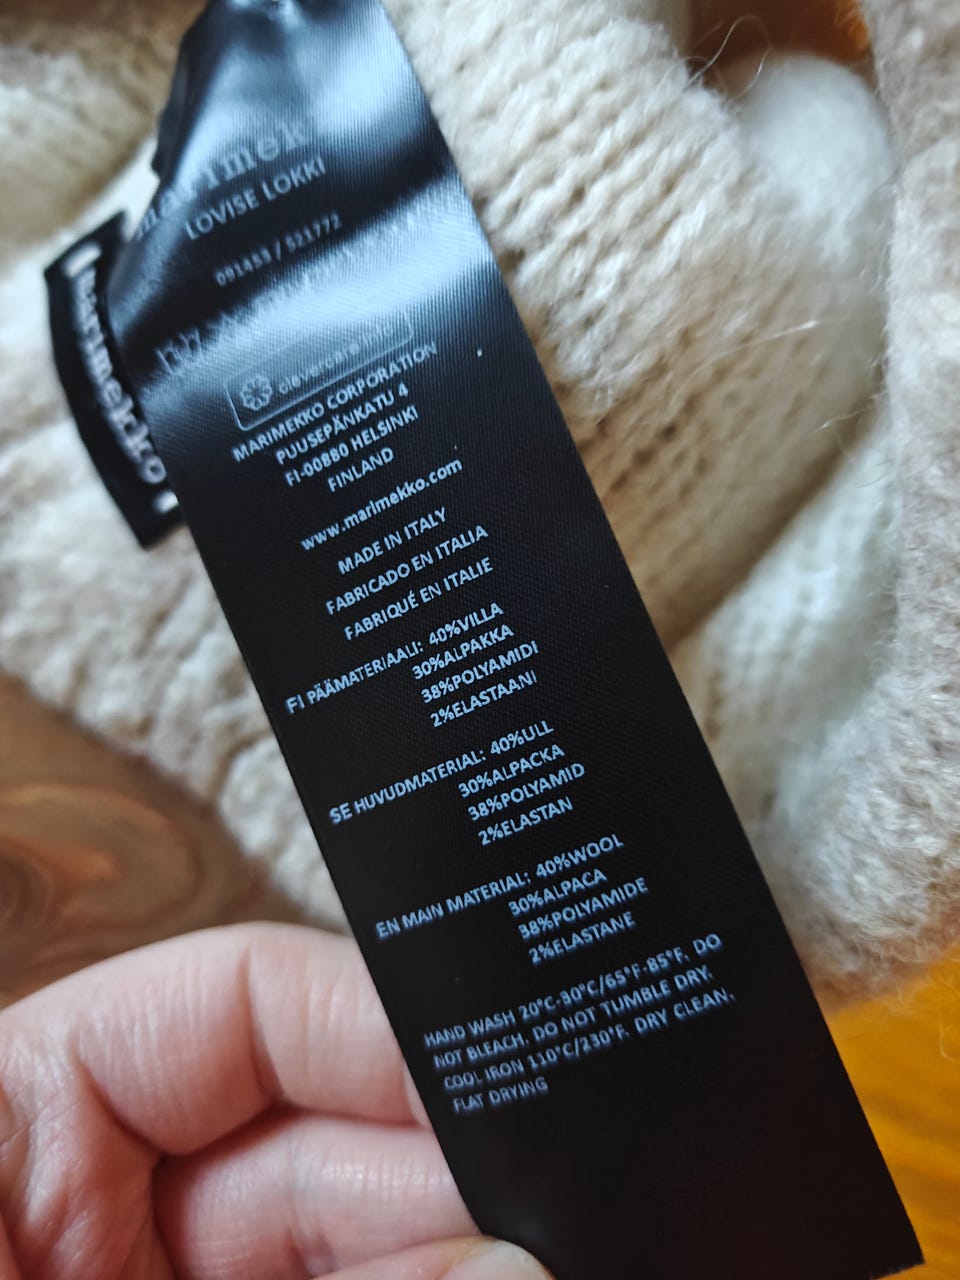 marimekko
LOVISE LOKKI
091453 / 521772
clevercare.info
MARIMEKKO CORPORATION
PUUSEPÄNKATU 4
FI-00880 HELSINKI
FINLAND
www.marimekko.com
MADE IN ITALY
FABRICADO EN ITALIA
FABRIQUÉ EN ITALIE
FI PÄÄMATERIAALI: 40%VILLA
30%ALPAKKA
38%POLYAMIDI
2%ELASTAANI
SE HUVUDMATERIAL: 40%ULL
30%ALPACKA
38%POLYAMID
2%ELASTAN
EN MAIN MATERIAL: 40%WOOL
30%ALPACA
38%POLYAMIDE
2%ELASTANE
HAND WASH 20°C-30°C/65°F-85°F. DO
NOT BLEACH. DO NOT TUMBLE DRY.
COOL IRON 110°C/230°F. DRY CLEAN.
FLAT DRYING
marimekko